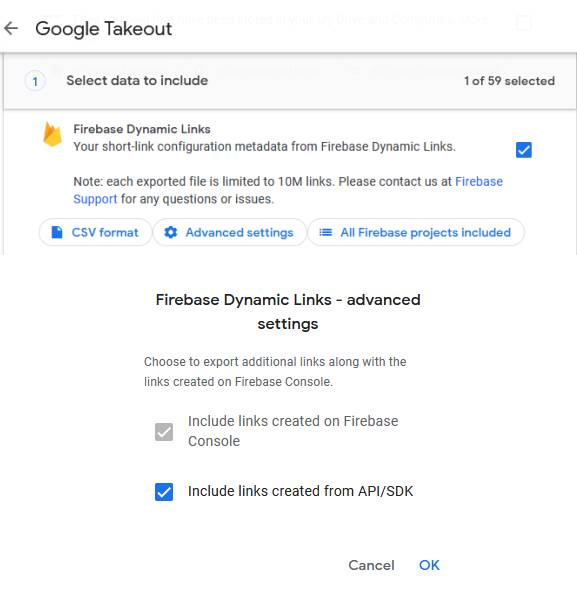 Google Takeout
1 Select data to include 1 of 59 selected
Firebase Dynamic Links
Your short-link configuration metadata from Firebase Dynamic Links.
Note: each exported file is limited to 10M links. Please contact us at Firebase
Support for any questions or issues.
CSV format Advanced settings All Firebase projects included
Firebase Dynamic Links - advanced
settings
Choose to export additional links along with the
links created on Firebase Console.
Include links created on Firebase
Console
Include links created from API/SDK
Cancel OK